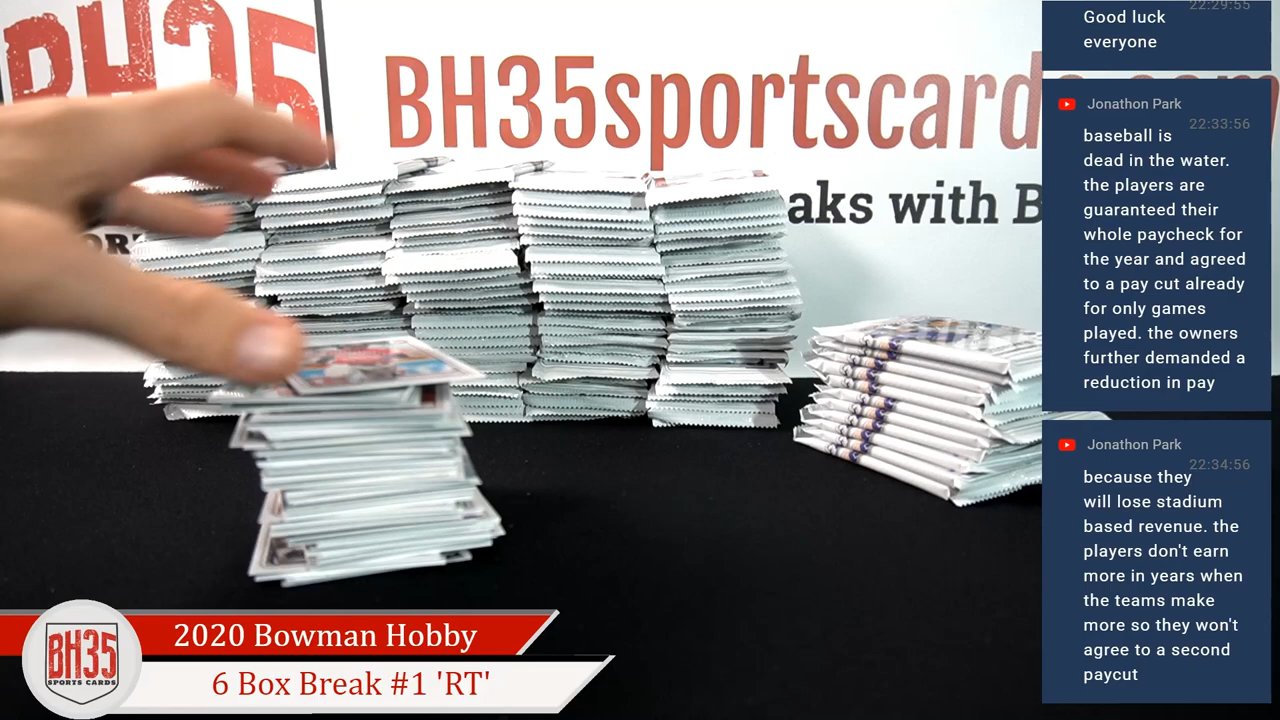 BH35
BH35sportscard
aks with B
22:29:55
Good luck
everyone
Jonathon Park
22:33:56
baseball is
dead in the water.
the players are
guaranteed their
whole paycheck for
the year and agreed
to a pay cut already
for only games
played. the owners
further demanded a
reduction in pay
Jonathon Park
22:34:56
because they
will lose stadium
based revenue. the
players don't earn
more in years when
the teams make
more so they won't
agree to a second
paycut
BH35
SPORTS CARDS
2020 Bowman Hobby
6 Box Break #1 'RT'